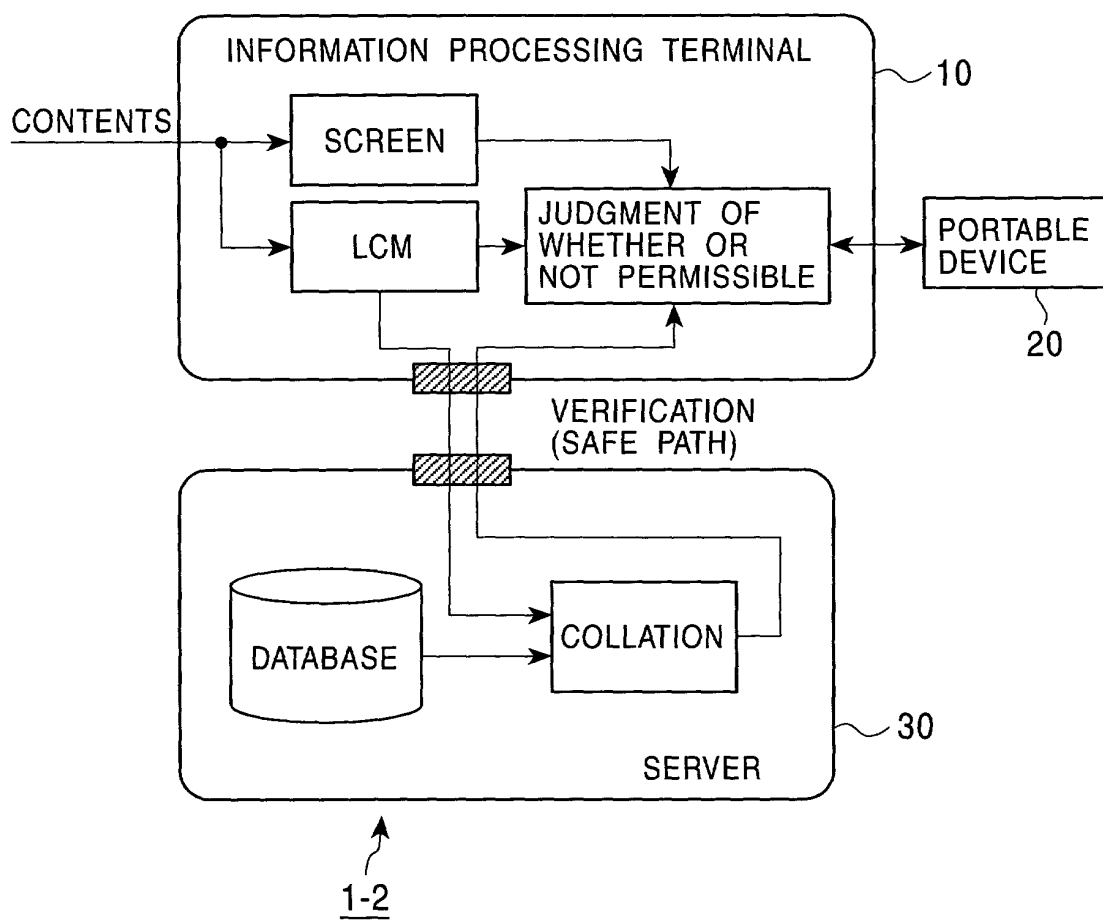 INFORMATION PROCESSING TERMINAL
10
CONTENTS
SCREEN
LCM
JUDGMENT OF
WHETHER OR
NOT PERMISSIBLE
PORTABLE
DEVICE
20
VERIFICATION
(SAFE PATH)
DATABASE
COLLATION
30
SERVER
1-2